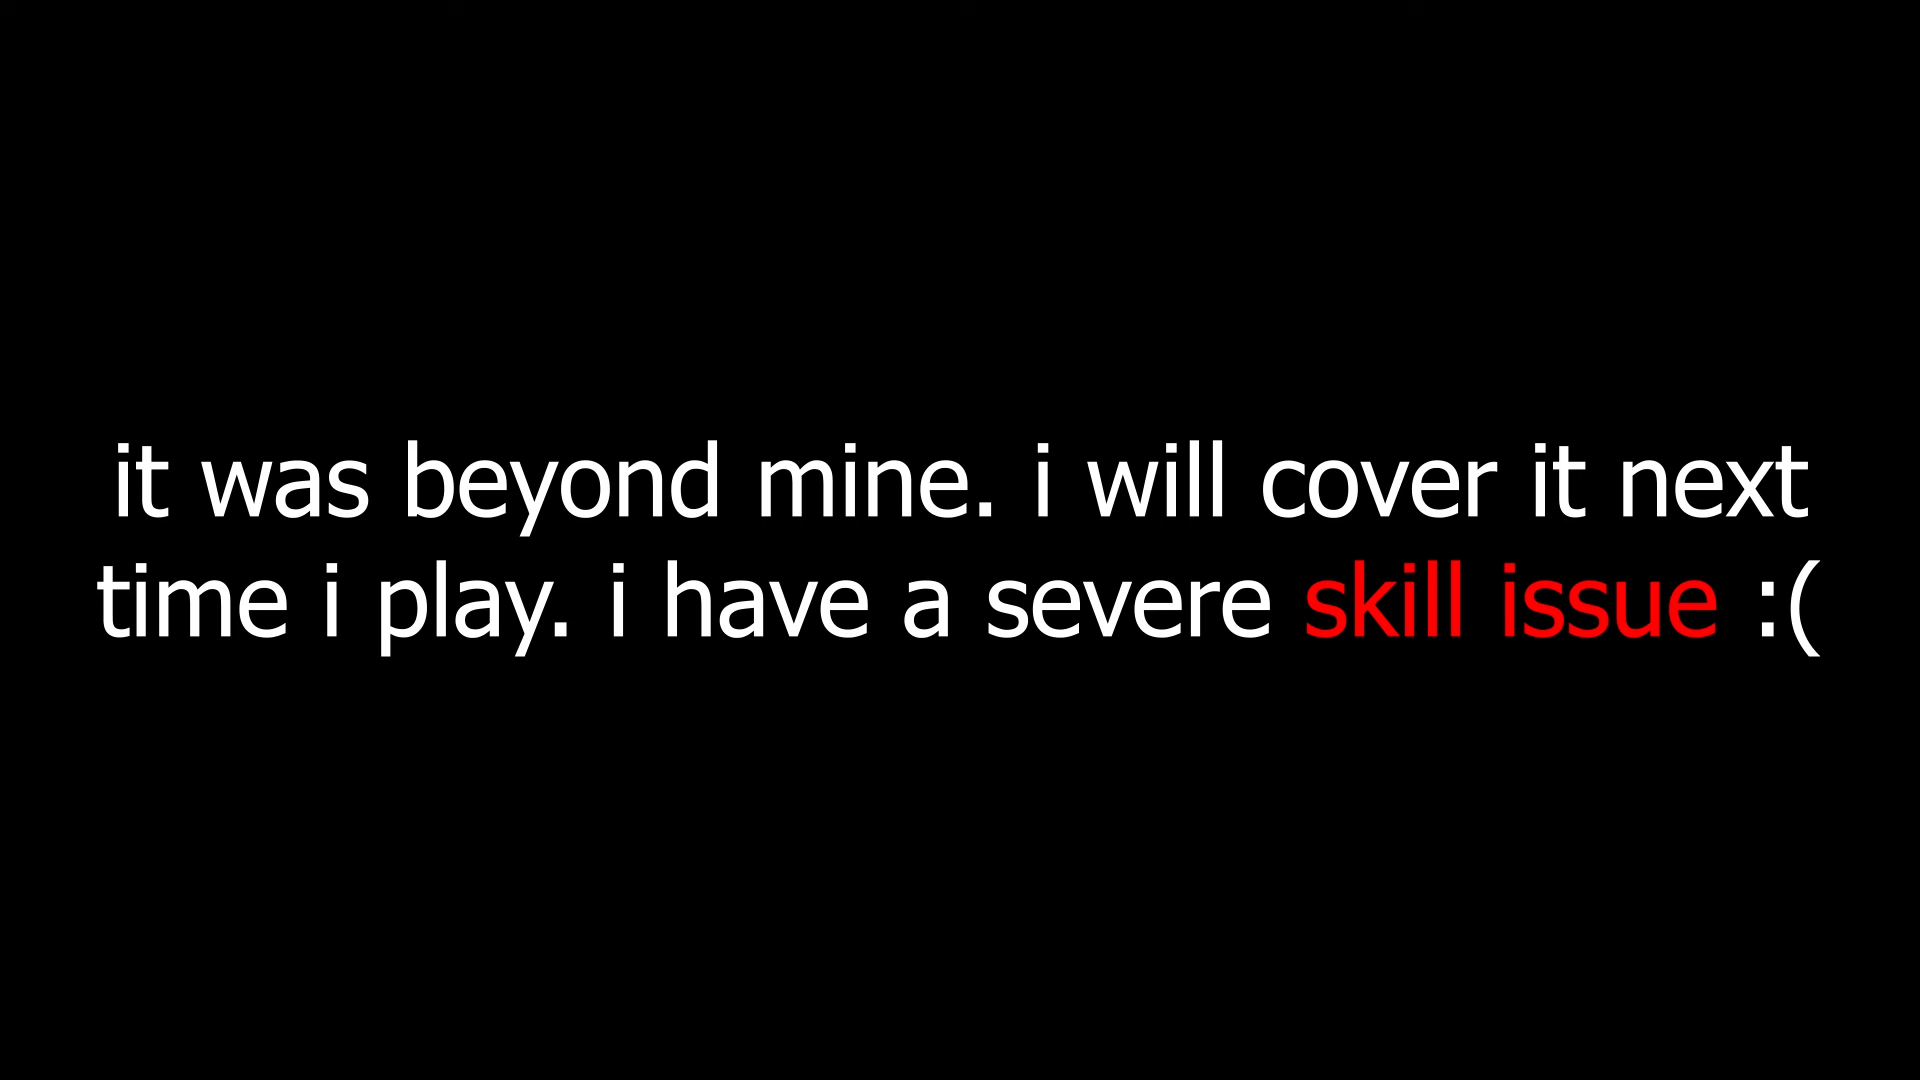 it was beyond mine. i will cover it next
time i play. i have a severe skill issue :(